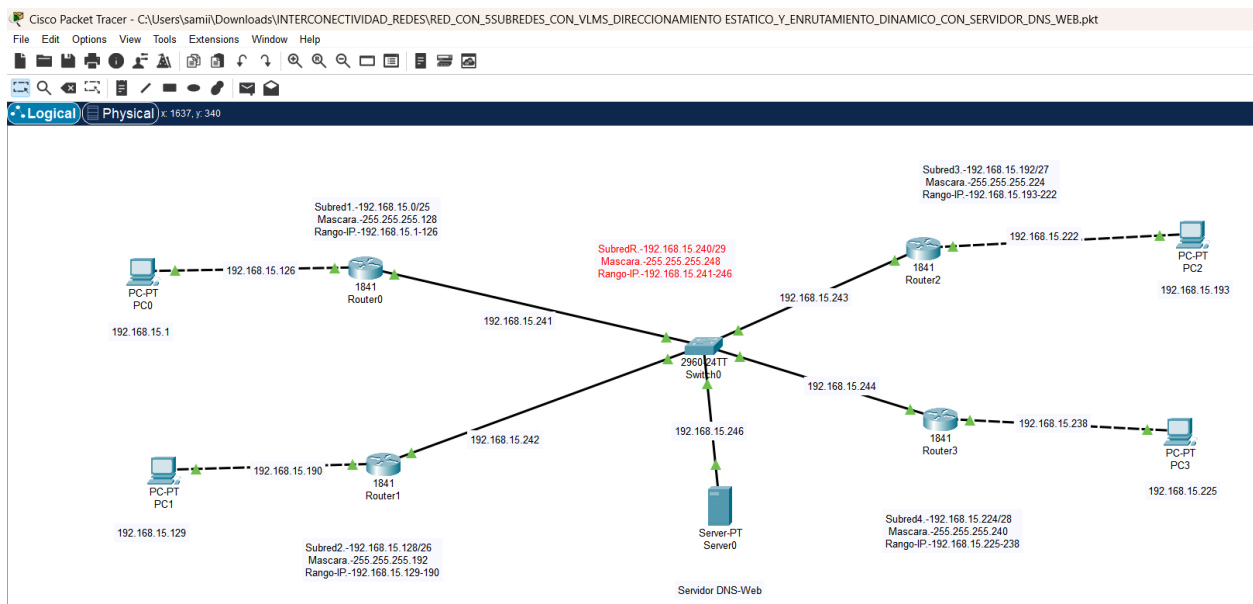 Cisco Packet Tracer - C:\Users\samii\Downloads\INTERCONECTIVIDAD_REDES\RED_CON_5SUBREDES_CON_VLMS_DIRECCIONAMIENTO ESTATICO_Y_ENRUTAMIENTO_DINAMICO_CON_SERVIDOR_DNS_WEB.pkt
File Edit Options View Tools Extensions Window Help
Logical Physical x: 1637, y: 340
Subred1.-192.168.15.0/25
Mascara.-255.255.255.128
Rango-IP.-192.168.15.1-126
SubredR.-192.168.15.240/29
Mascara.-255.255.255.248
Rango-IP.-192.168.15.241-246
Subred3.-192.168.15.192/27
Mascara.-255.255.255.224
Rango-IP.-192.168.15.193-222
192.168.15.126
PC-PT
PC0
192.168.15.1
1841
Router0
192.168.15.241
192.168.15.222
1841
Router2
PC-PT
PC2
192.168.15.193
192.168.15.243
2960-24TT
Switch0
192.168.15.244
192.168.15.246
192.168.15.242
192.168.15.190
PC-PT
PC1
192.168.15.129
1841
Router1
192.168.15.238
1841
Router3
PC-PT
PC3
192.168.15.225
Server-PT
Server0
Servidor DNS-Web
Subred2.-192.168.15.128/26
Mascara.-255.255.255.192
Rango-IP.-192.168.15.129-190
Subred4.-192.168.15.224/28
Mascara.-255.255.255.240
Rango-IP.-192.168.15.225-238